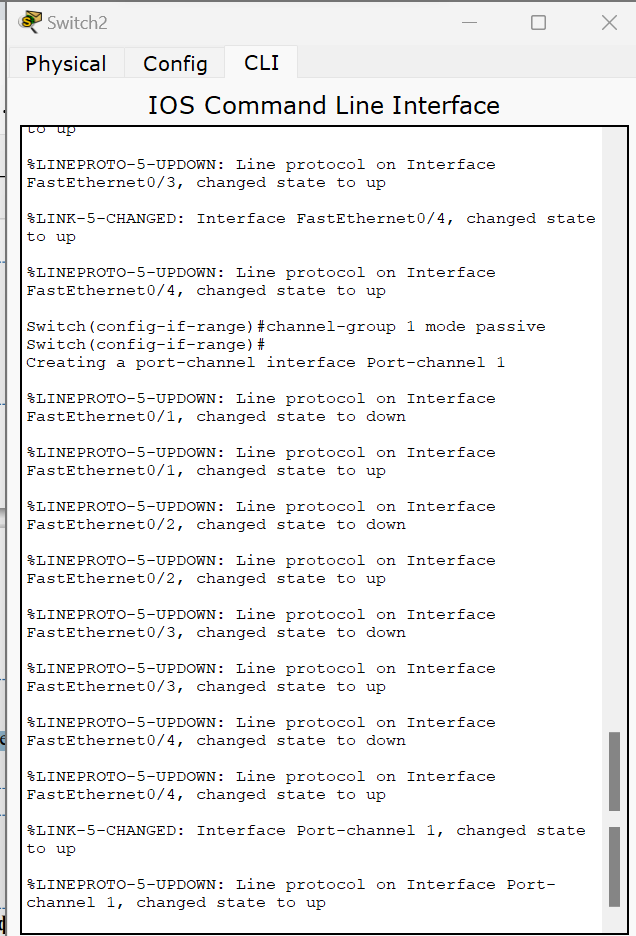 Switch2
Physical Config CLI
IOS Command Line Interface
to up
%LINEPROTO-5-UPDOWN: Line protocol on Interface
FastEthernet0/3, changed state to up
%LINK-5-CHANGED: Interface FastEthernet0/4, changed state
to up
%LINEPROTO-5-UPDOWN: Line protocol on Interface
FastEthernet0/4, changed state to up
Switch(config-if-range)#channel-group 1 mode passive
Switch(config-if-range)#
Creating a port-channel interface Port-channel 1
%LINEPROTO-5-UPDOWN: Line protocol on Interface
FastEthernet0/1, changed state to down
%LINEPROTO-5-UPDOWN: Line protocol on Interface
FastEthernet0/1, changed state to up
%LINEPROTO-5-UPDOWN: Line protocol on Interface
FastEthernet0/2, changed state to down
%LINEPROTO-5-UPDOWN: Line protocol on Interface
FastEthernet0/2, changed state to up
%LINEPROTO-5-UPDOWN: Line protocol on Interface
FastEthernet0/3, changed state to down
%LINEPROTO-5-UPDOWN: Line protocol on Interface
FastEthernet0/3, changed state to up
%LINEPROTO-5-UPDOWN: Line protocol on Interface
FastEthernet0/4, changed state to down
%LINEPROTO-5-UPDOWN: Line protocol on Interface
FastEthernet0/4, changed state to up
%LINK-5-CHANGED: Interface Port-channel 1, changed state
to up
%LINEPROTO-5-UPDOWN: Line protocol on Interface Port-
channel 1, changed state to up